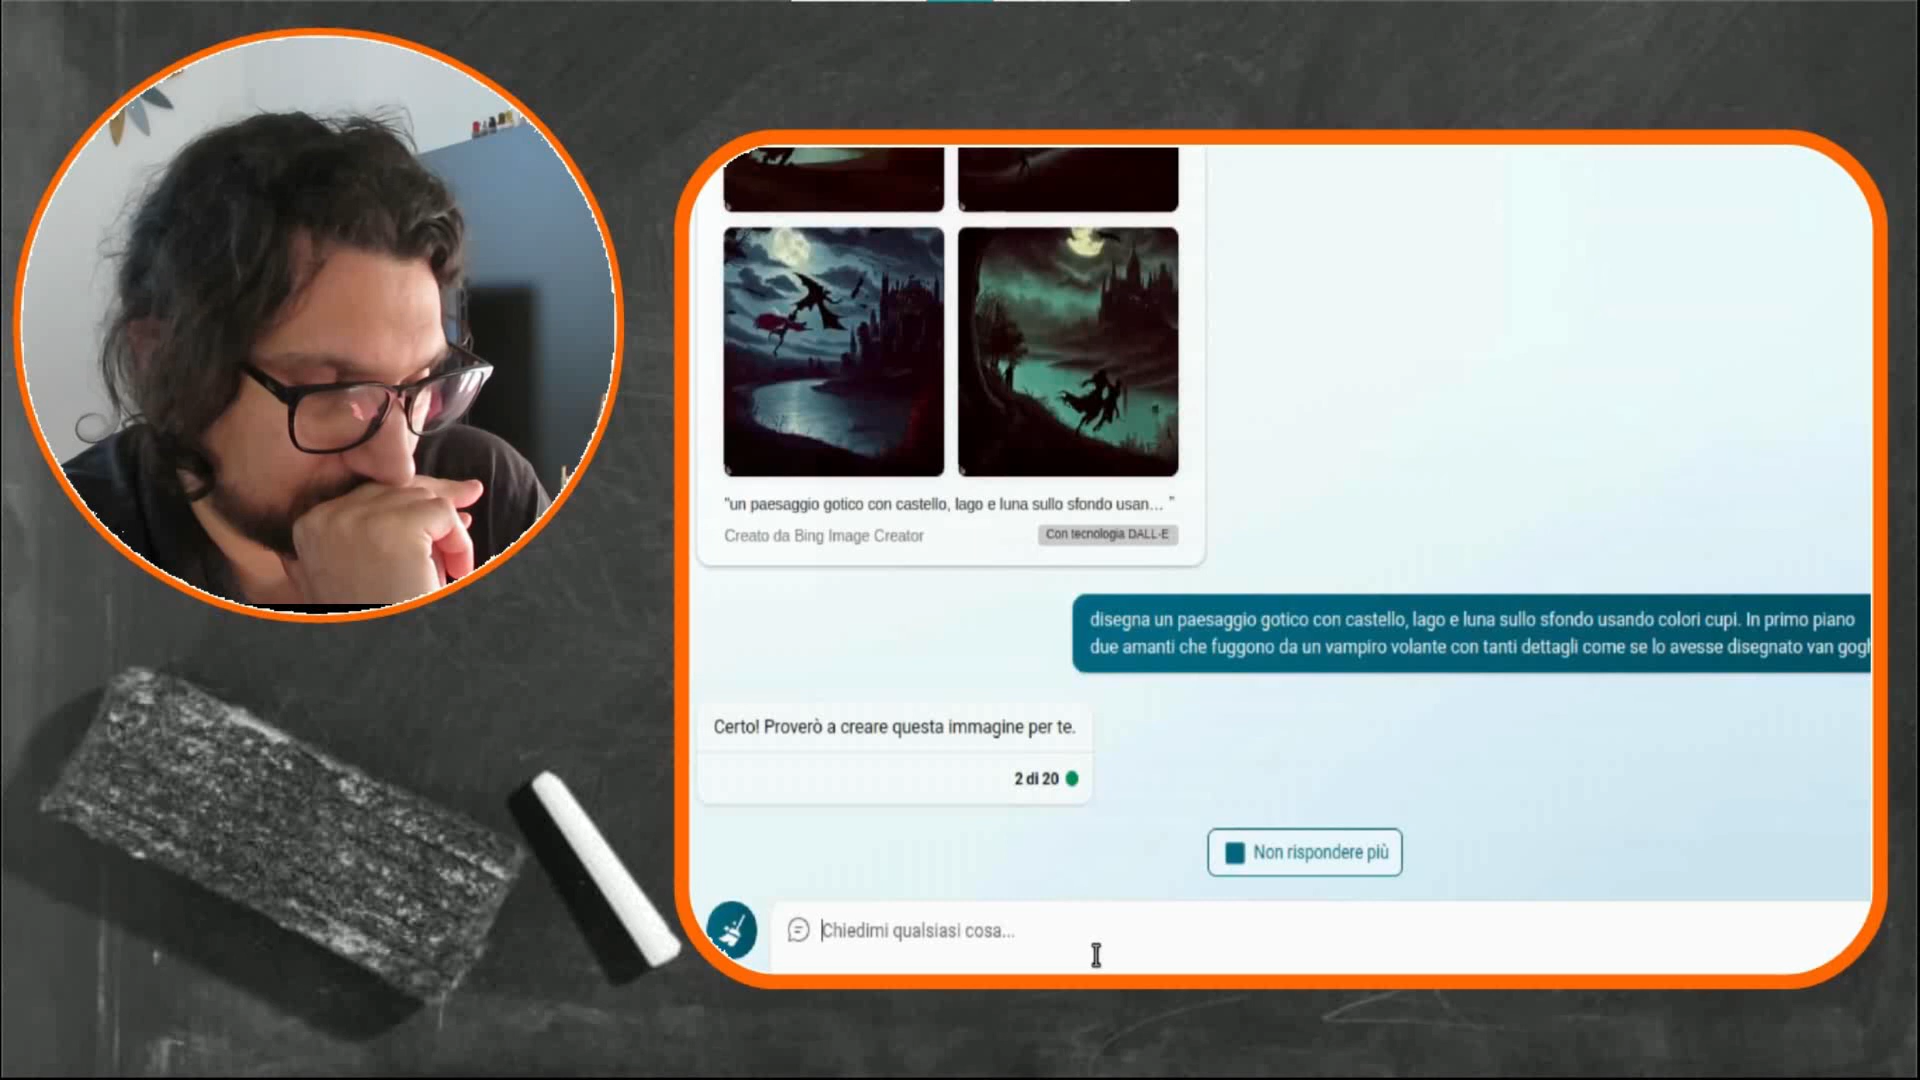 "un paesaggio gotico con castello, lago e luna sullo sfondo usan... "
Creato da Bing Image Creator
Con tecnologia DALL-E
disegna un paesaggio gotico con castello, lago e luna sullo sfondo usando colori cupi. In primo piano
due amanti che fuggono da un vampiro volante con tanti dettagli come se lo avesse disegnato van gogh
Certo! Proverò a creare questa immagine per te.
2 di 20
Non rispondere più
Chiedimi qualsiasi cosa...